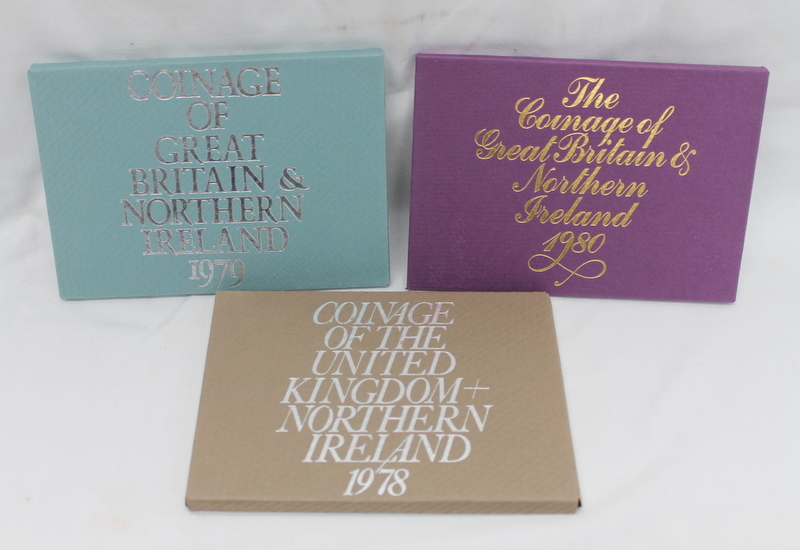 COINAGE
OF
GREAT
BRITAIN &
NORTHERN
IRELAND
1979
The
Coinage of
Great Britain &
Northern
Ireland
1980
COINAGE
OF THE
UNITED
KINGDOM+
NORTHERN
IRELAND
1978